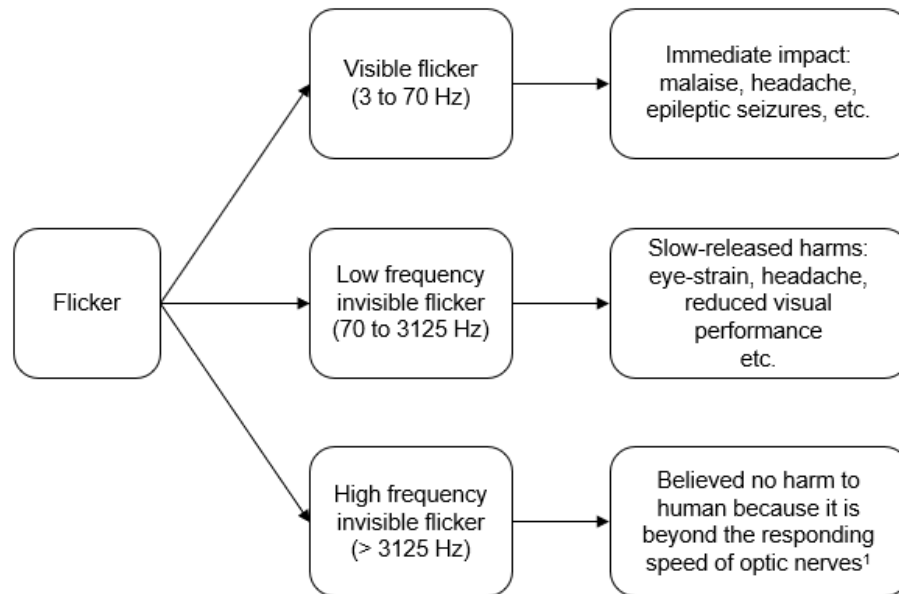 Visible flicker
(3 to 70 Hz)
Immediate impact:
malaise, headache,
epileptic seizures, etc.
Flicker
Low frequency
invisible flicker
(70 to 3125 Hz)
Slow-released harms:
eye-strain, headache,
reduced visual
performance
etc.
High frequency
invisible flicker
(> 3125 Hz)
Believed no harm to
human because it is
beyond the responding
speed of optic nerves¹